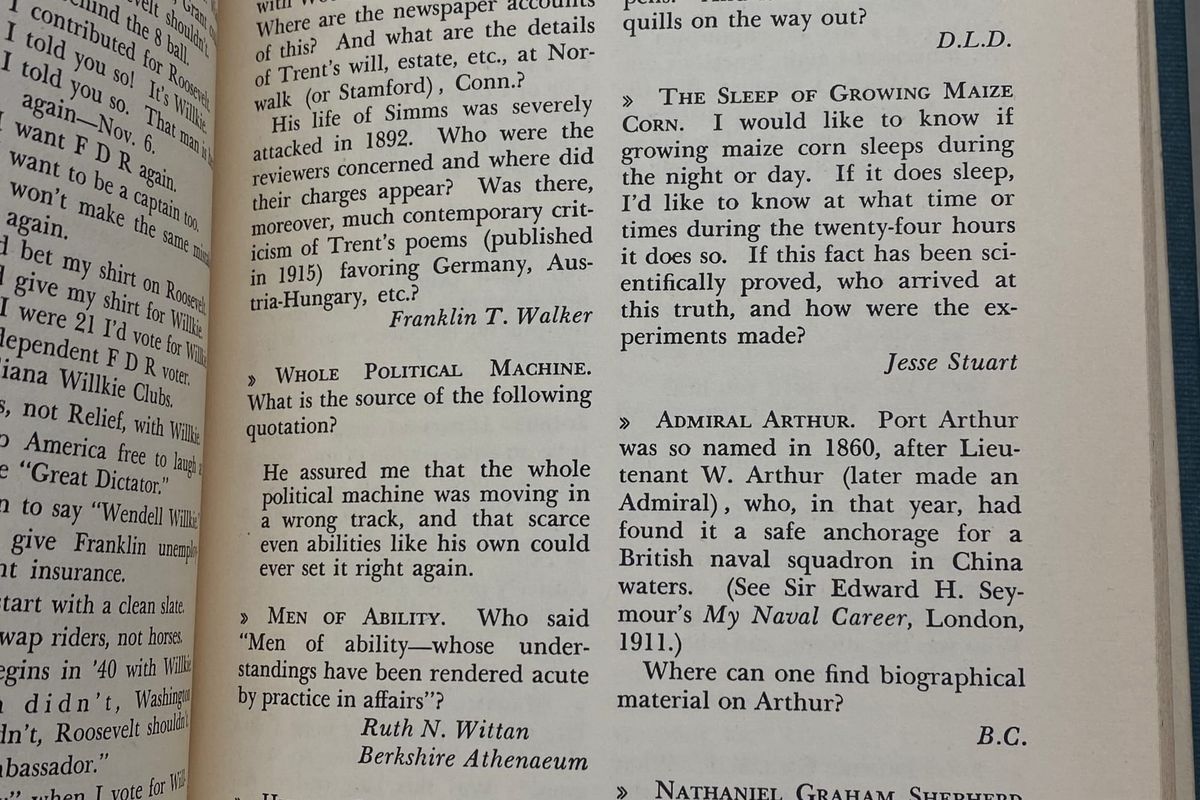 Grant
Roosevelt shouldn't.
behind the 8 ball.
I contributed for Roosevelt.
I told you so! It's Willkie.
I told you so. That man is
again—Nov. 6.
I want F D R again.
want to be a captain too.
won't make the same
again.
bet my shirt on Roosevelt.
give my shirt for Willkie.
I were 21 I'd vote for
dependent F D R voter.
Willkie Clubs.
not Relief, with Willkie.
America free to laugh
"Great Dictator."
to say "Wendell Willkie"
give Franklin
insurance.
start with a clean slate.
swap riders, not horses.
in '40 with Willkie
didn't, Washington
Roosevelt shouldn't
when I vote for
with
Where are the newspaper accounts
of this? And what are the details
of Trent's will, estate, etc., at Nor-
walk (or Stamford), Conn.?
His life of Simms was severely
attacked in 1892. Who were the
reviewers concerned and where did
their charges appear? Was there,
moreover, much contemporary crit-
icism of Trent's poems (published
in 1915) favoring Germany, Aus-
tria-Hungary, etc.?
Franklin T. Walker
» WHOLE POLITICAL MACHINE.
What is the source of the following
quotation?
He assured me that the whole
political machine was moving in
a wrong track, and that scarce
even abilities like his own could
ever set it right again.
» MEN OF ABILITY. Who said
"Men of ability—whose under-
standings have been rendered acute
by practice in affairs"?
Ruth N. Wittan
Berkshire Athenaeum
quills on the way out?
D.L.D.
» THE SLEEP OF GROWING MAIZE
CORN. I would like to know if
growing maize corn sleeps during
the night or day. If it does sleep,
I'd like to know at what time or
times during the twenty-four hours
it does so. If this fact has been sci-
entifically proved, who arrived at
this truth, and how were the ex-
periments made?
Jesse Stuart
» ADMIRAL ARTHUR. Port Arthur
was so named in 1860, after Lieu-
tenant W. Arthur (later made an
Admiral), who, in that year, had
found it a safe anchorage for a
British naval squadron in China
waters. (See Sir Edward H. Sey-
mour's My Naval Career, London,
1911.)
Where can one find biographical
material on Arthur?
B.C.
» NATHANIEL GRAHAM SHEPHERD